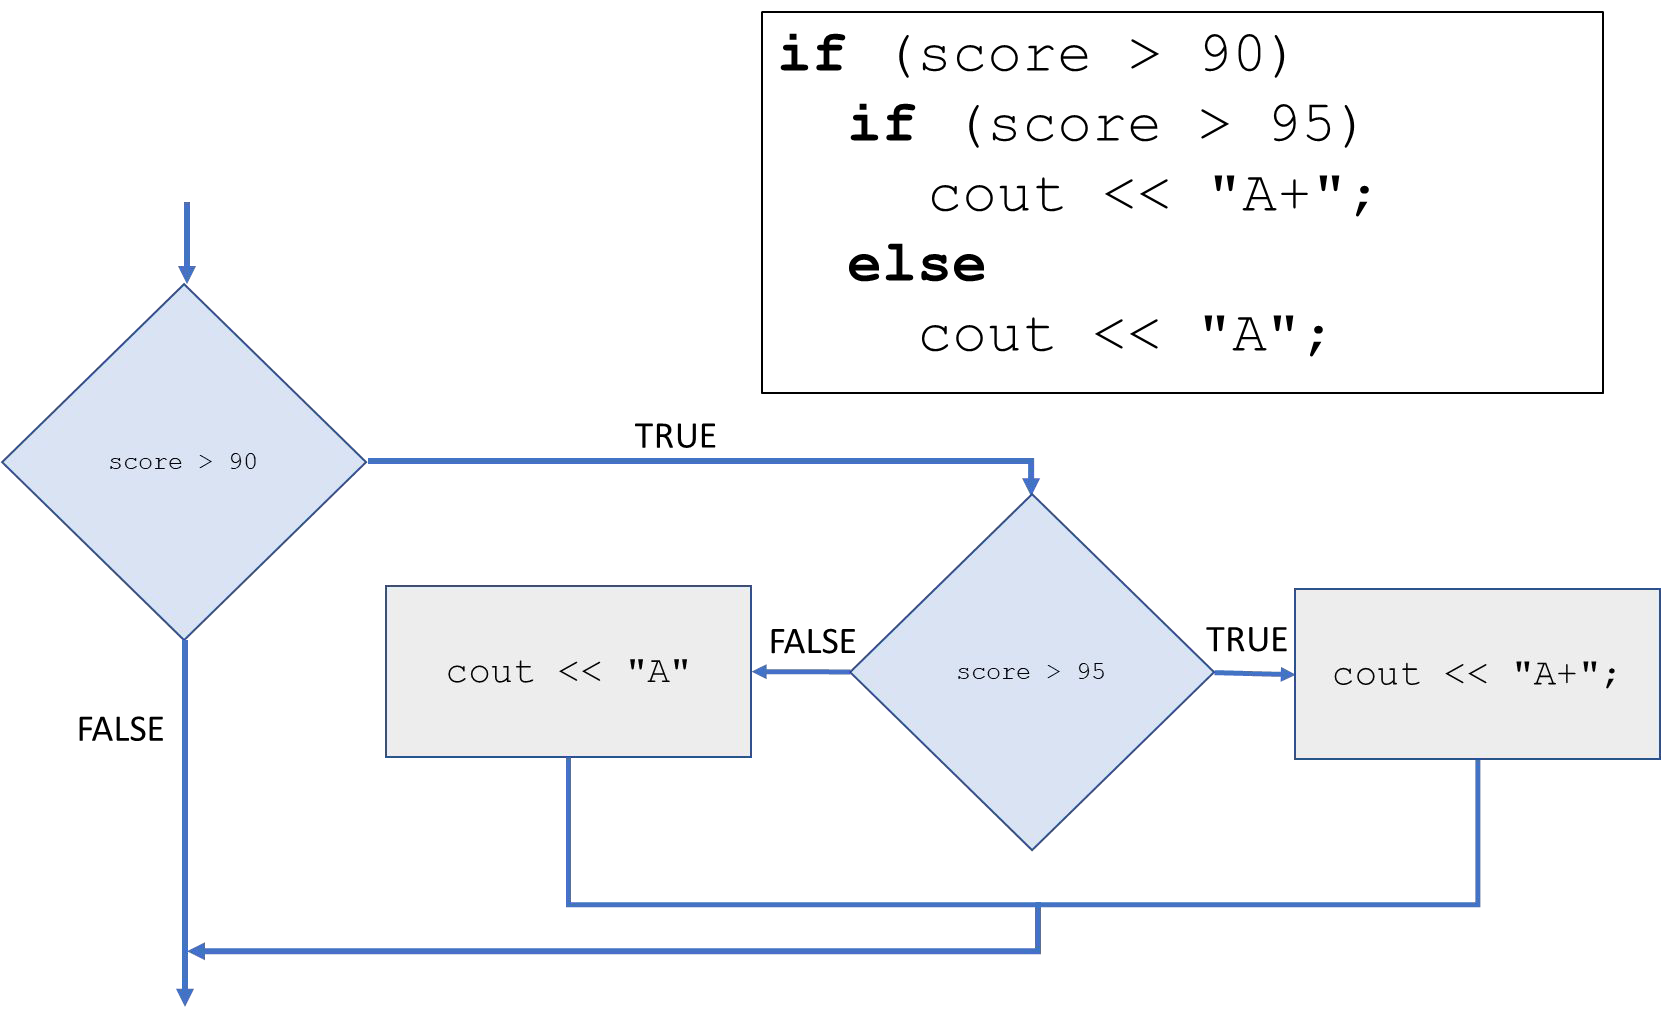 if (score > 90)
if (score > 95)
cout << "A+";
else
cout << "A";
TRUE
score > 90
FALSE
TRUE
cout << "A"
score > 95
cout << "A+";
FALSE